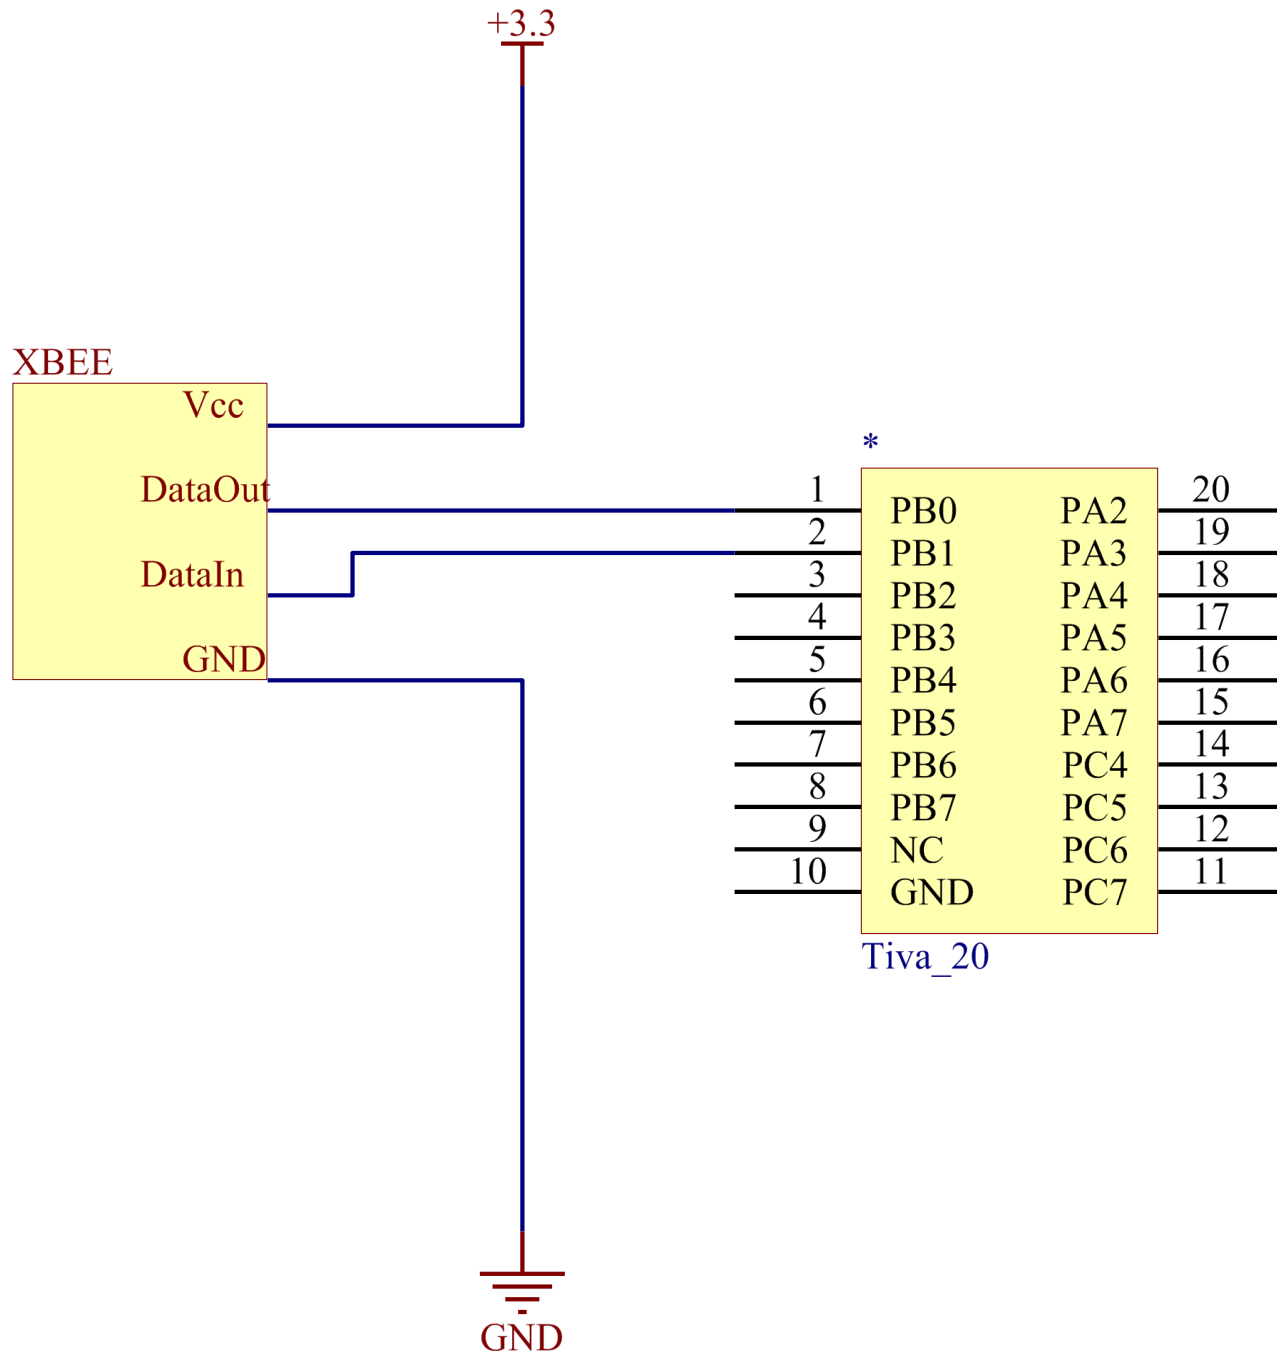 +3.3
XBEE
Vcc
DataOut
DataIn
GND
*
1 PB0 PA2 20
2 PB1 PA3 19
3 PB2 PA4 18
4 PB3 PA5 17
5 PB4 PA6 16
6 PB5 PA7 15
7 PB6 PC4 14
8 PB7 PC5 13
9 NC PC6 12
10 GND PC7 11
Tiva_20
GND